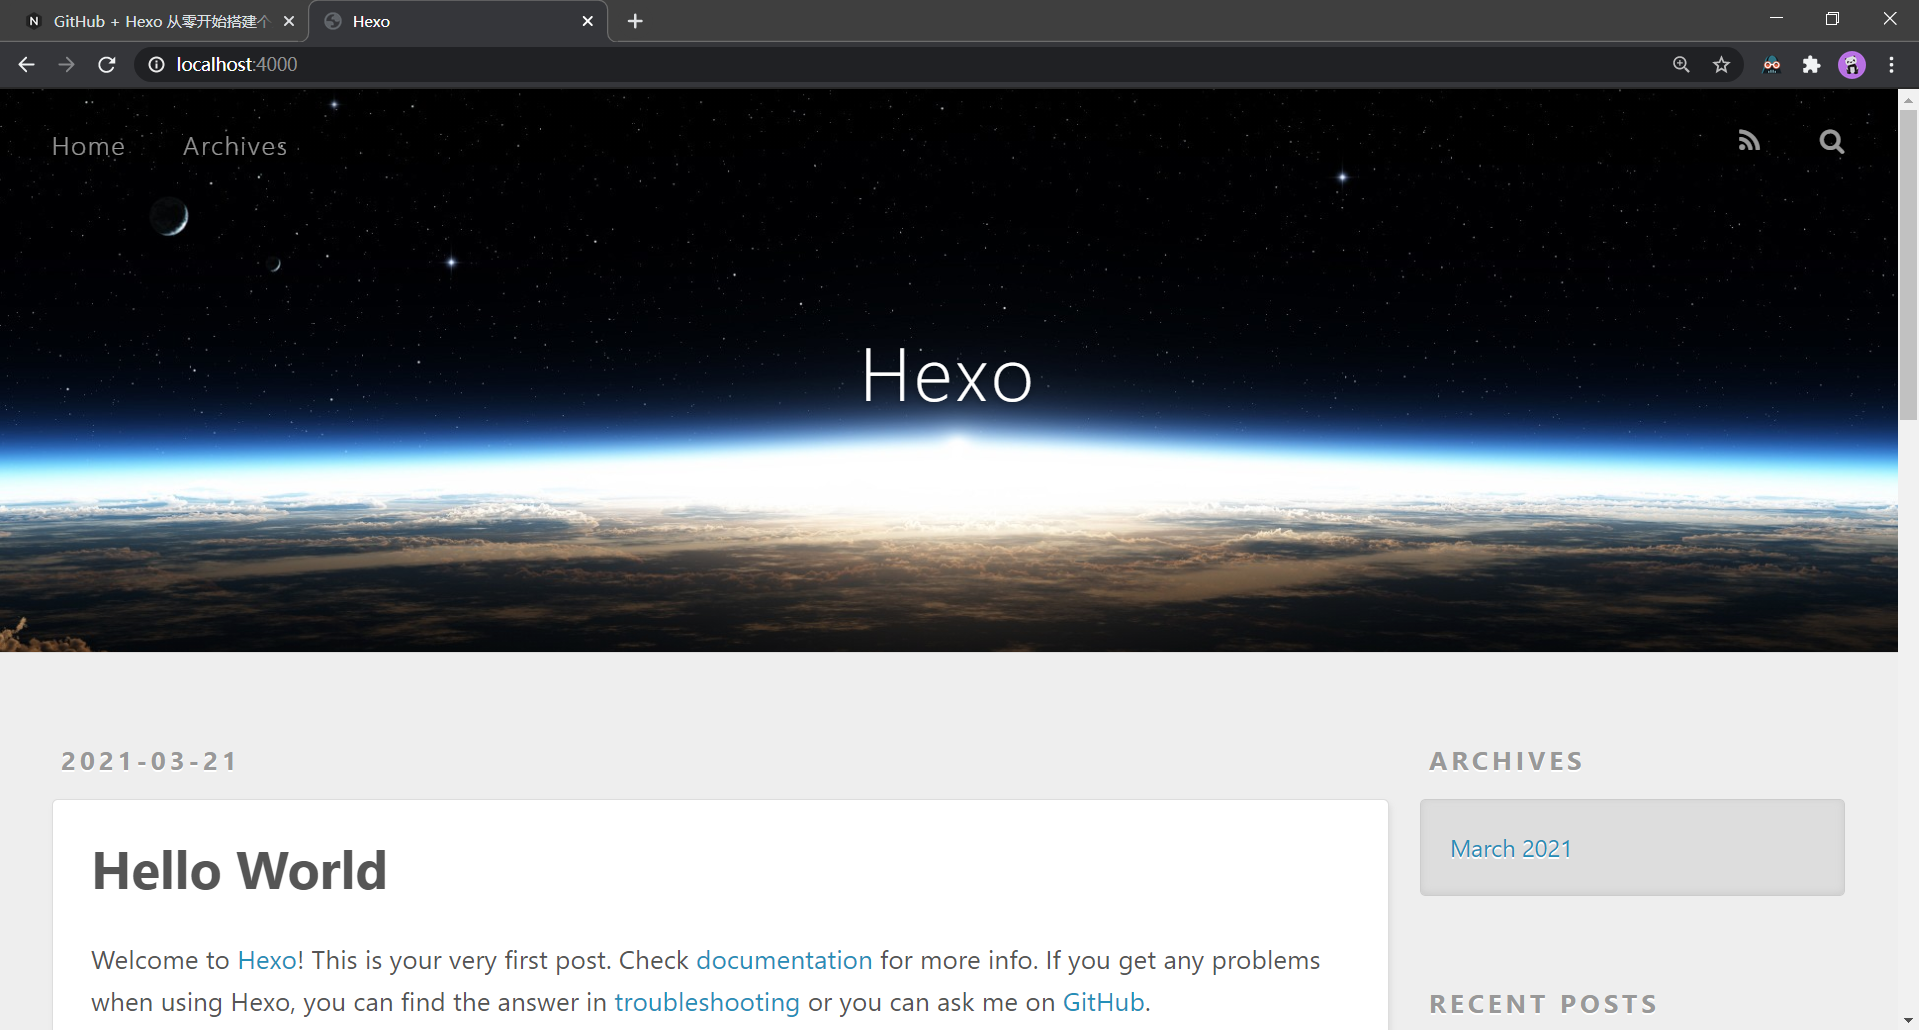 GitHub + Hexo 从零开始搭建个
Hexo
localhost:4000
Home
Archives
Hexo
2021-03-21
Hello World
Welcome to Hexo! This is your very first post. Check documentation for more info. If you get any problems
when using Hexo, you can find the answer in troubleshooting or you can ask me on GitHub.
ARCHIVES
March 2021
RECENT POSTS